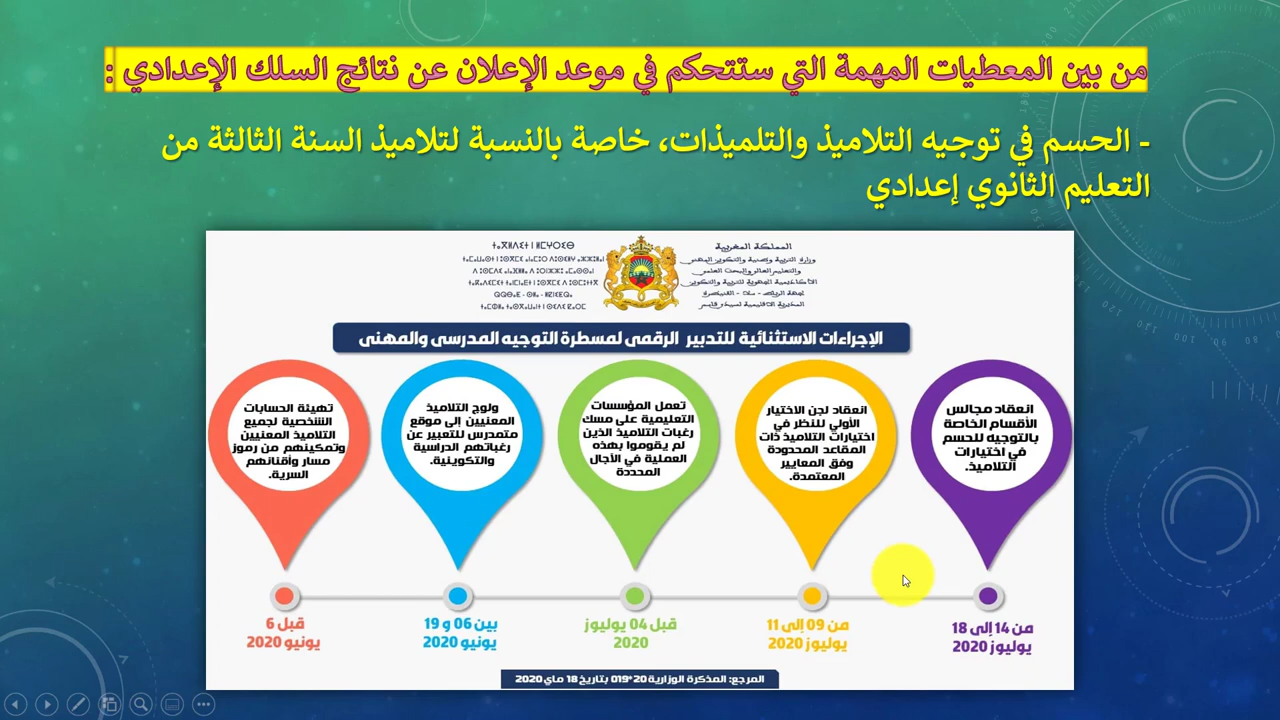 من بين المعطيات المهمة التي ستتحكم في موعد الإعلان عن نتائج السلك الإعدادي :
- الحسم في توجيه التلاميذ والتلميذات، خاصة بالنسبة لتلاميذ السنة الثالثة من
التعليم الثانوي إعدادي
المملكة المغربية
الإجراءات الاستثنائية للتدبير الرقمي لمسطرة التوجيه المدرسي والمهني
تهيئة الحسابات
الشخصية لجميع
التلاميذ المعنيين
وتمكينهم من رموز
مسار وأقنانهم
السرية.
قبل 6
يونيو 2020
ولوج التلاميذ
المعنيين إلى موقع
متمدرس للتعبير عن
رغباتهم الدراسية
والتكوينية.
بين 06 و 19
يونيو 2020
تعمل المؤسسات
التعليمية على مسك
رغبات التلاميذ الذين
لم يقوموا بهذه
العملية في الآجال
المحددة
قبل 04 يوليوز
2020
انعقاد لجن الاختيار
الأولي للنظر في
اختيارات التلاميذ ذات
المقاعد المحدودة
وفق المعايير
المعتمدة.
من 09 إلى 11
يوليوز 2020
انعقاد مجالس
الأقسام الخاصة
بالتوجيه للحسم
في اختيارات
التلاميذ.
من 14 إلى 18
يوليوز 2020
المرجع: المذكرة الوزارية 20*019 بتاريخ 18 ماي 2020